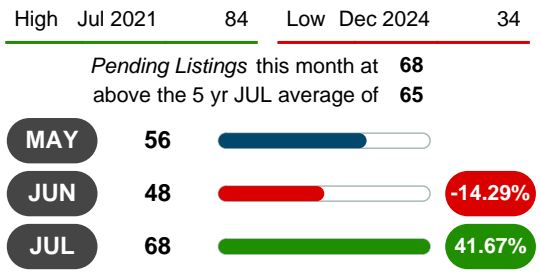 High Jul 2021 84 Low Dec 2024 34
Pending Listings this month at 68
above the 5 yr JUL average of 65
MAY 56
JUN 48 -14.29%
JUL 68 41.67%